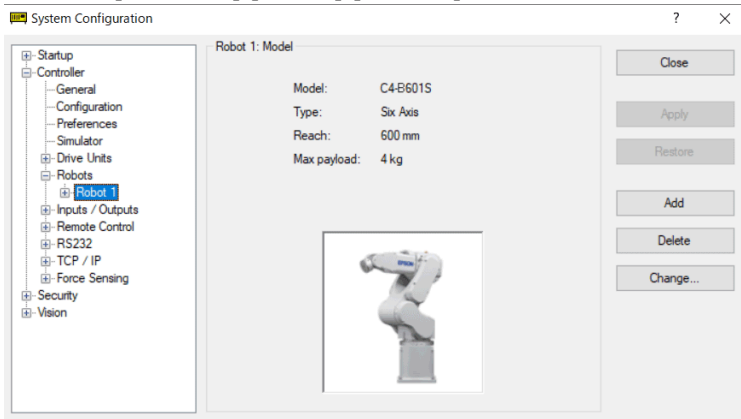 System Configuration
Startup
Controller
General
Configuration
Preferences
Simulator
Drive Units
Robots
Robot 1
Inputs / Outputs
Remote Control
RS232
TCP / IP
Force Sensing
Security
Vision
Robot 1: Model
Model: C4-B601S
Type: Six Axis
Reach: 600 mm
Max payload: 4 kg
EPSON
Close
Apply
Restore
Add
Delete
Change...